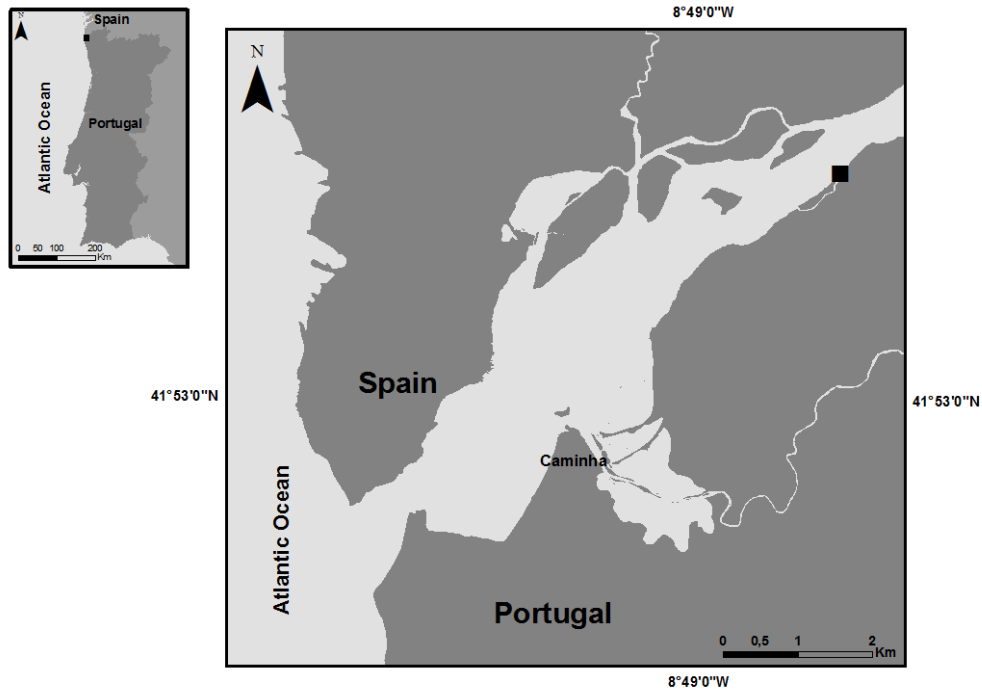 N
Spain
Atlantic Ocean
Portugal
0 50 100 200
Km
8°49'0"W
N
41°53'0"N
Spain
41°53'0"N
Caminha
Atlantic Ocean
Portugal
0 0,5 1 2
Km
8°49'0"W